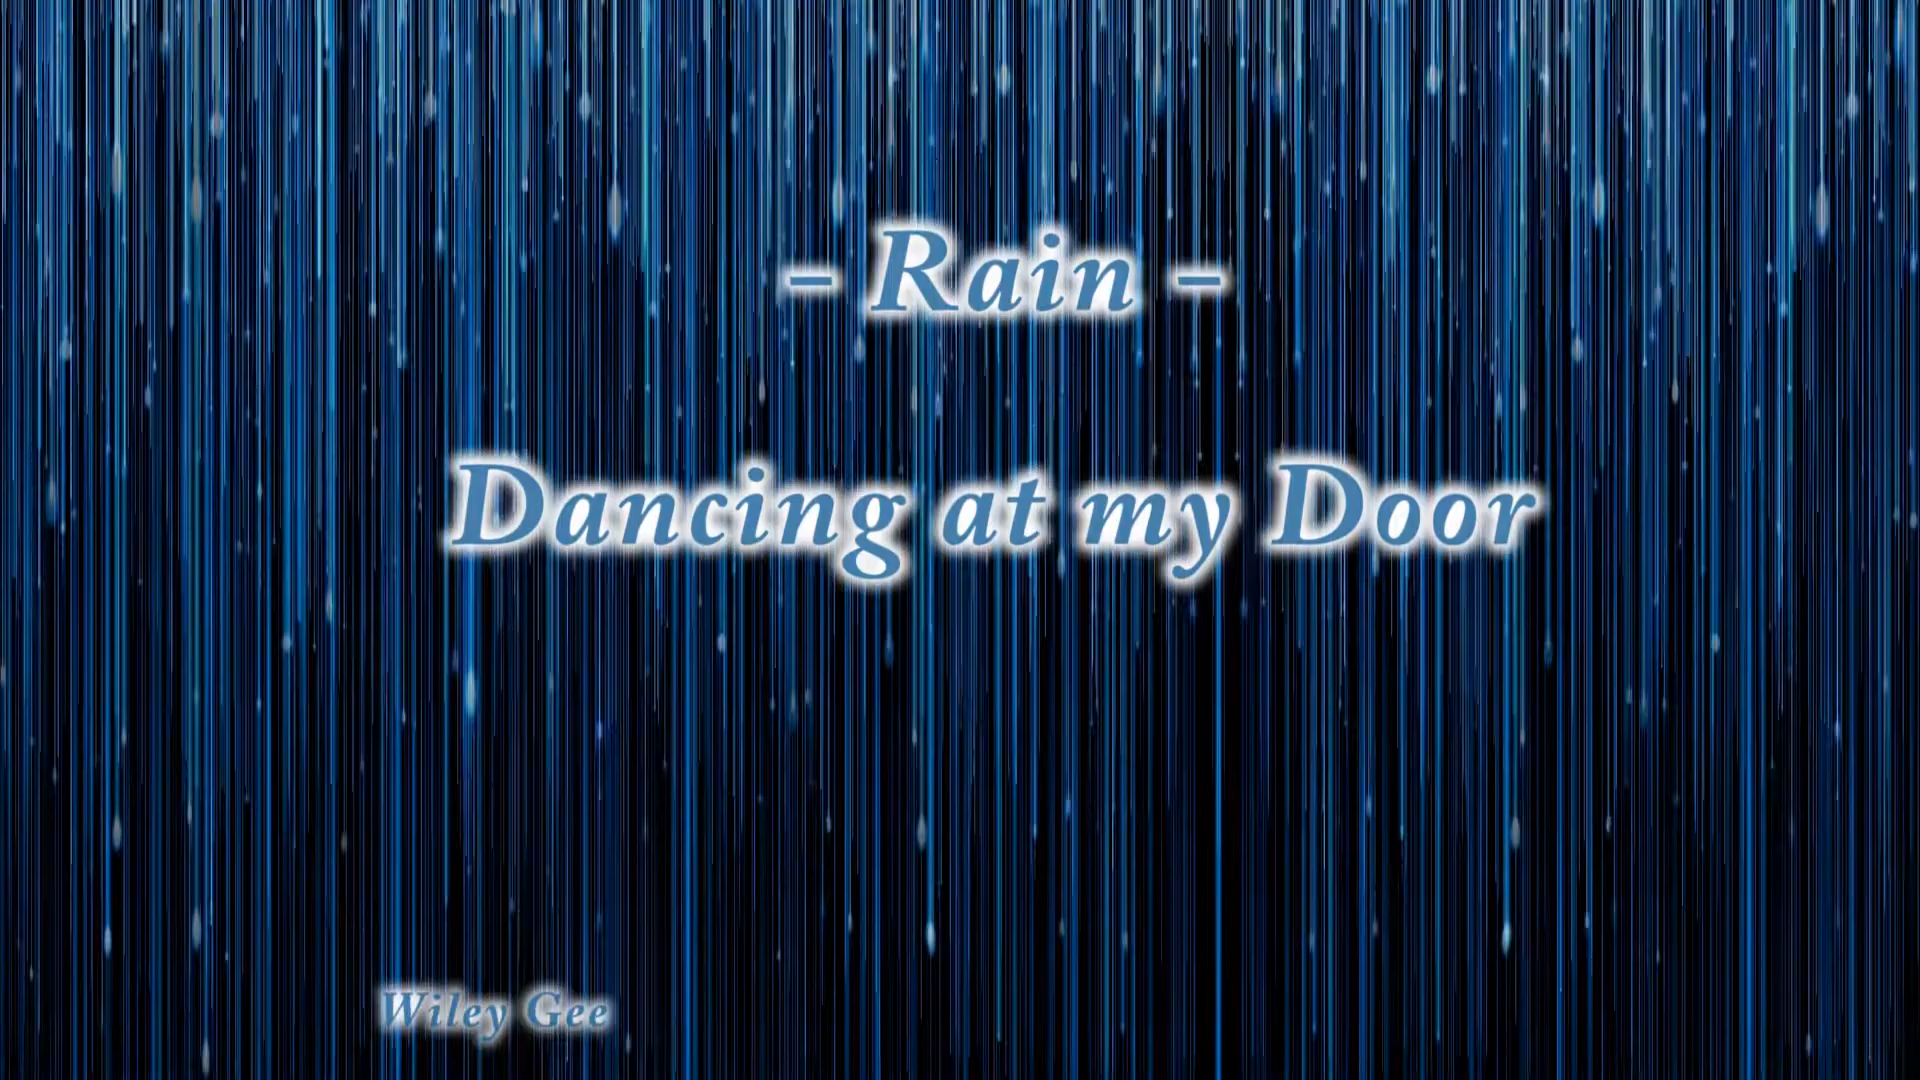 – Rain –
Dancing at my Door
Wiley Gee